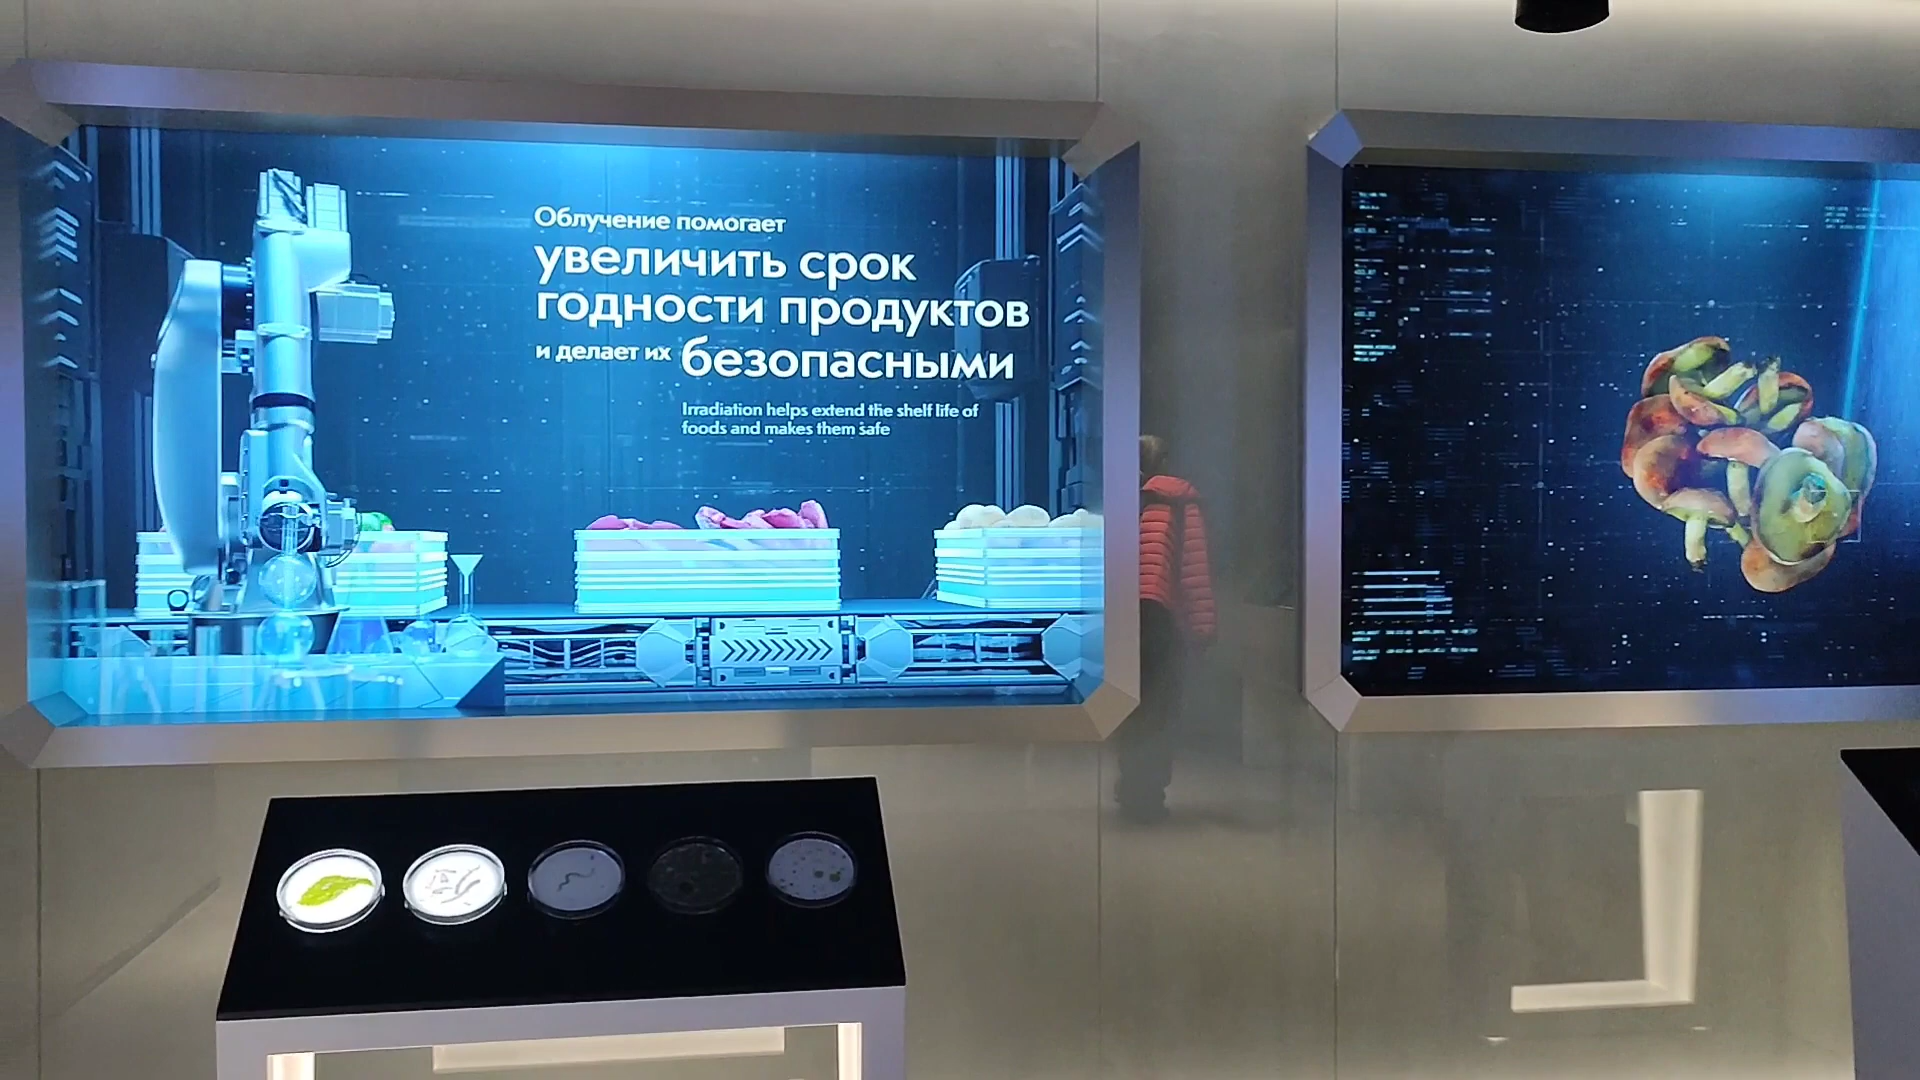 Облучение помогает
увеличить срок
годности продуктов
и делает их безопасными
Irradiation helps extend the shelf life of
foods and makes them safe